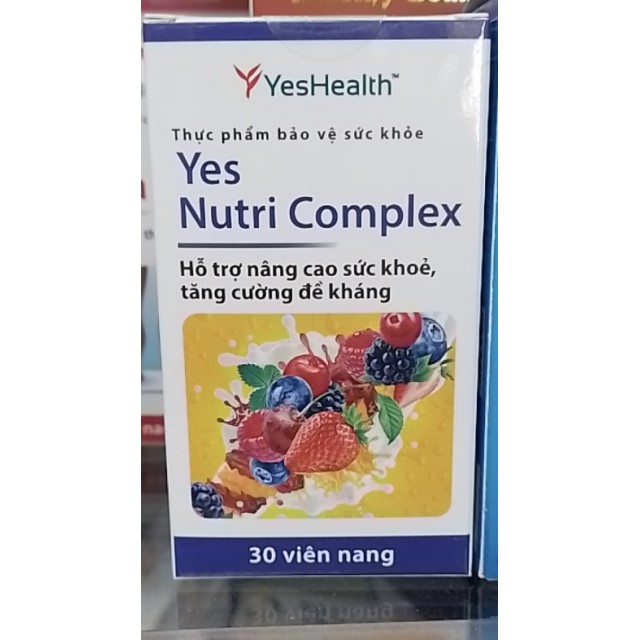 YesHealth™
Thực phẩm bảo vệ sức khỏe
Yes
Nutri Complex
Hỗ trợ nâng cao sức khoẻ,
tăng cường đề kháng
30 viên nang